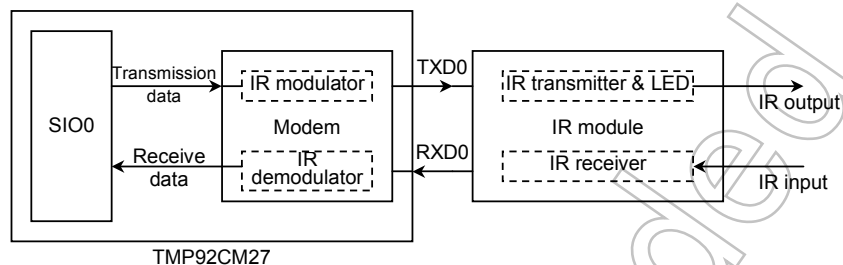 Transmission
data
IR modulator
TXD0
IR transmitter & LED
IR output
SIO0
Modem
IR module
Receive
data
IR
demodulator
RXD0
IR receiver
IR input
TMP92CM27
ded